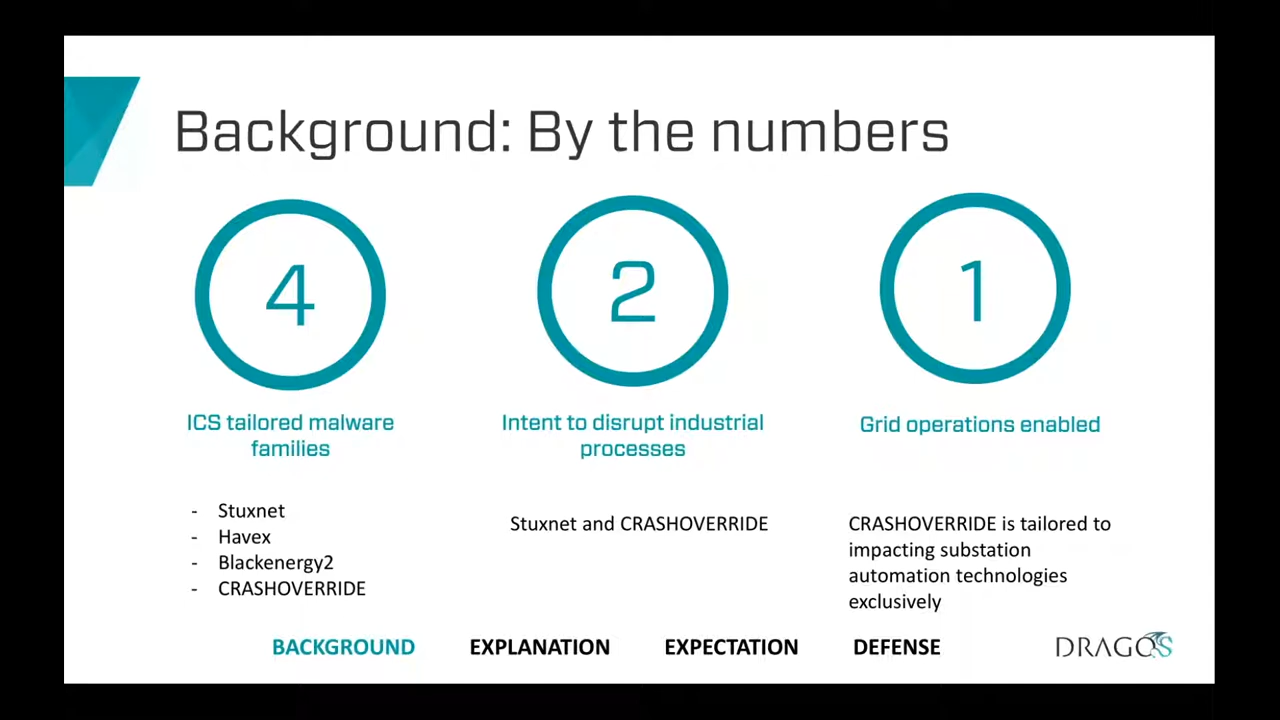 Background: By the numbers
4
ICS tailored malware
families
- Stuxnet
- Havex
- Blackenergy2
- CRASHOVERRIDE
2
Intent to disrupt industrial
processes
Stuxnet and CRASHOVERRIDE
1
Grid operations enabled
CRASHOVERRIDE is tailored to
impacting substation
automation technologies
exclusively
BACKGROUND EXPLANATION EXPECTATION DEFENSE
DRAGOS